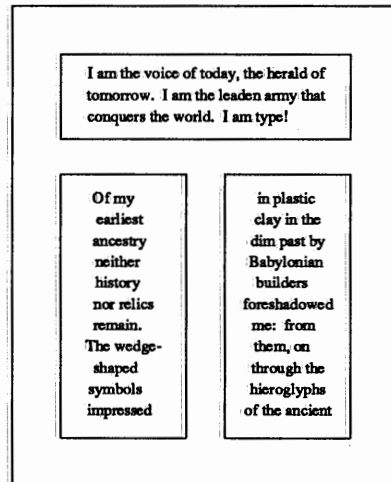 I am the voice of today, the herald of
tomorrow. I am the leaden army that
conquers the world. I am type!
Of my
earliest
ancestry
neither
history
nor relics
remain.
The wedge-
shaped
symbols
impressed
in plastic
clay in the
dim past by
Babylonian
builders
foreshadowed
me: from
them, on
through the
hieroglyphs
of the ancient